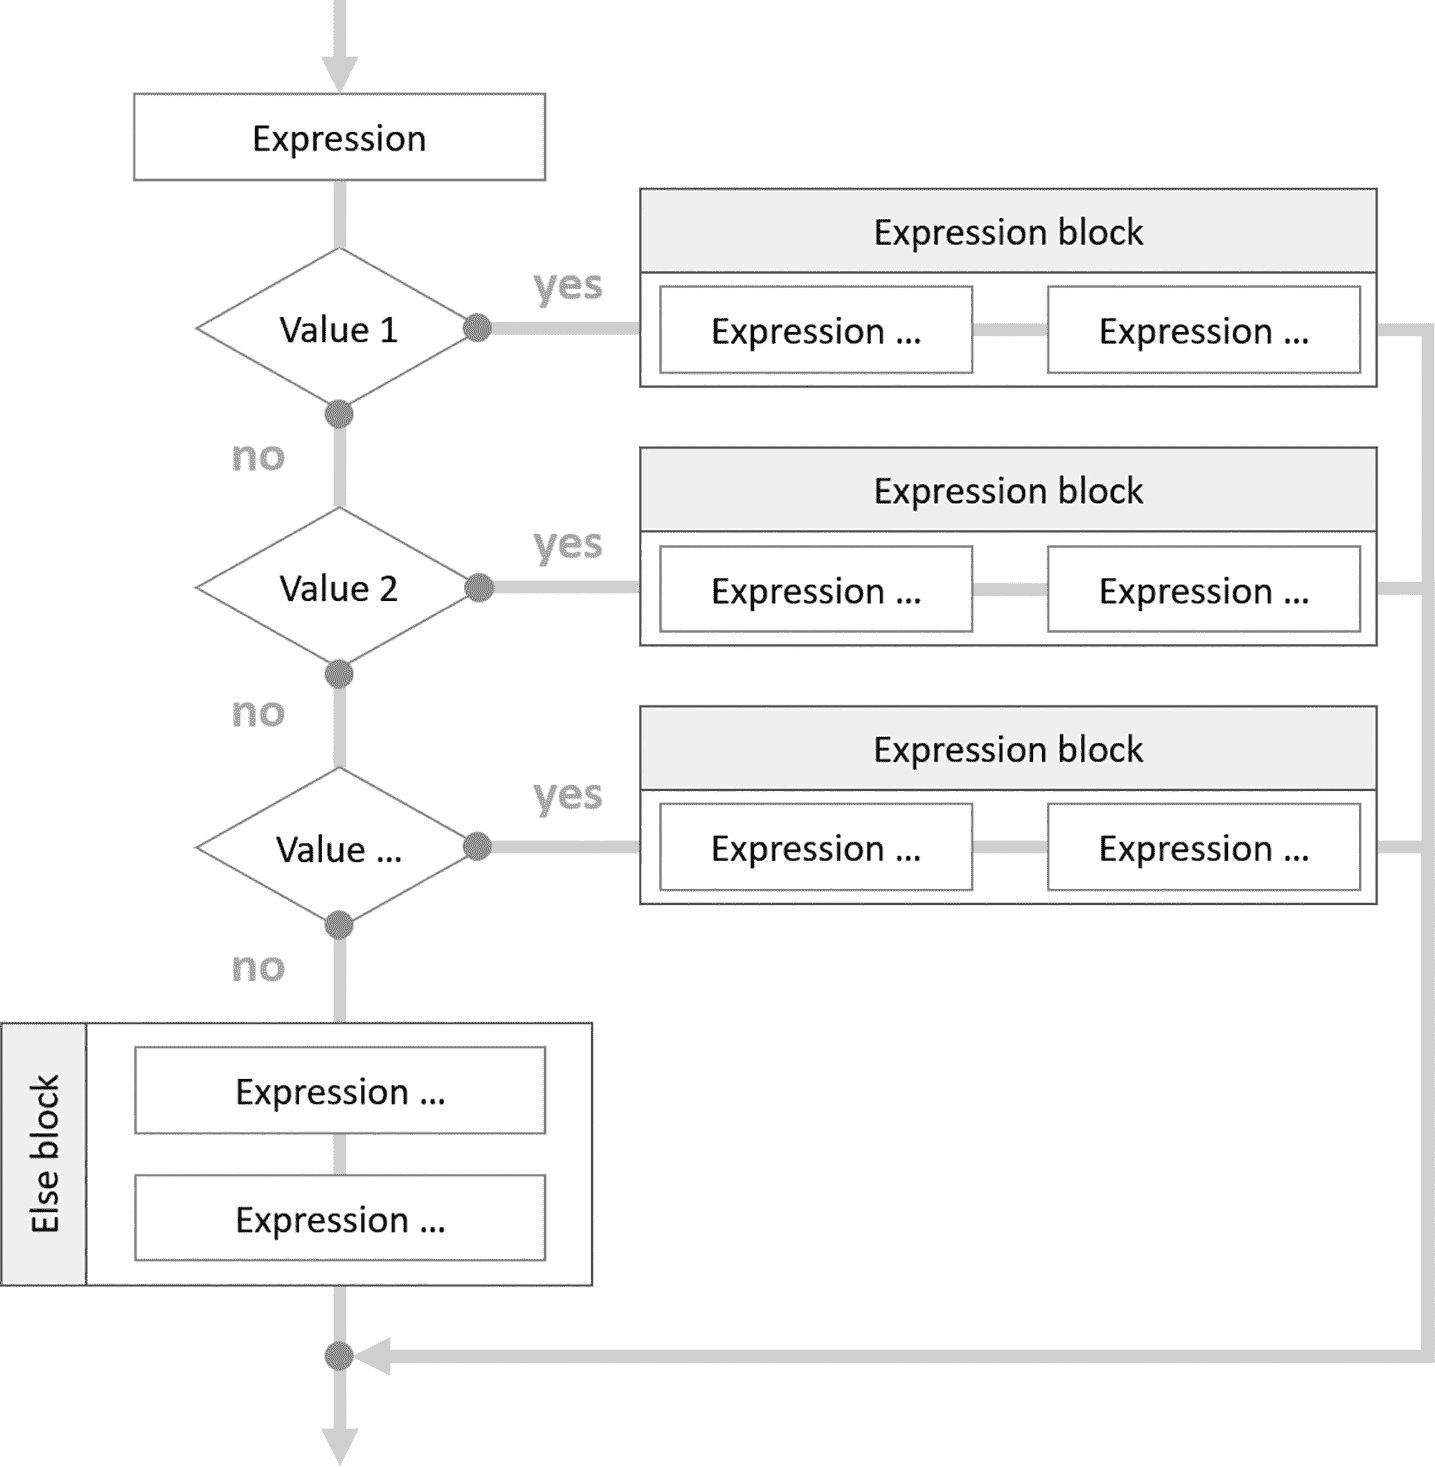 Expression
Expression block
yes
Value 1
Expression ...
Expression ...
no
Expression block
yes
Value 2
Expression ...
Expression ...
no
Expression block
yes
Value ...
Expression ...
Expression ...
no
Else block
Expression ...
Expression ...